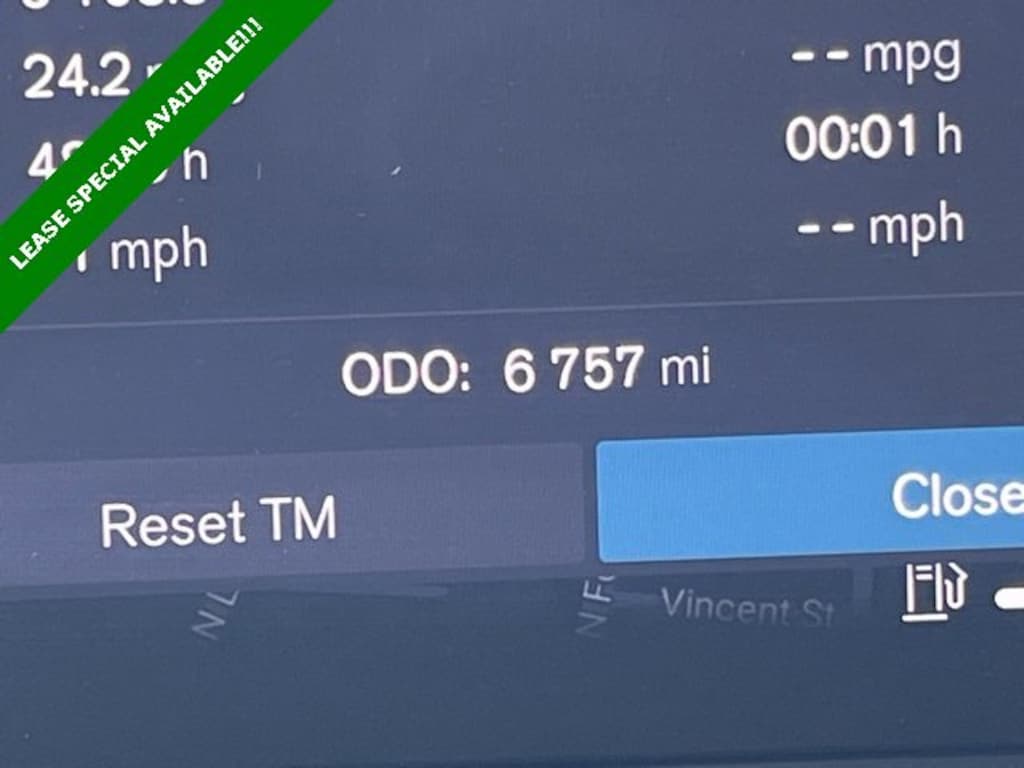 LEASE SPECIAL AVAILABLE!!!
24.2
-- mpg
00:01 h
h
mph
-- mph
ODO: 6 757 mi
Reset TM
Close
N L
N F
Vincent St